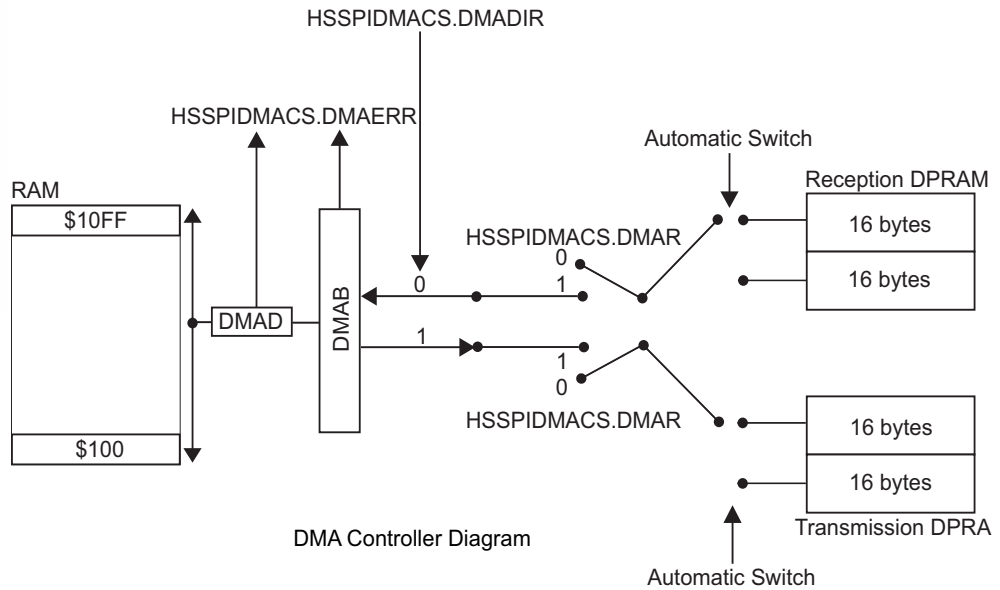 HSSPIDMACS.DMADIR
HSSPIDMACS.DMAERR
Automatic Switch
RAM
Reception DPRAM
$10FF
16 bytes
HSSPIDMACS.DMAR
0
0
1
16 bytes
DMAD
DMAB
1
1
0
HSSPIDMACS.DMAR
16 bytes
$100
16 bytes
Transmission DPRA
DMA Controller Diagram
Automatic Switch